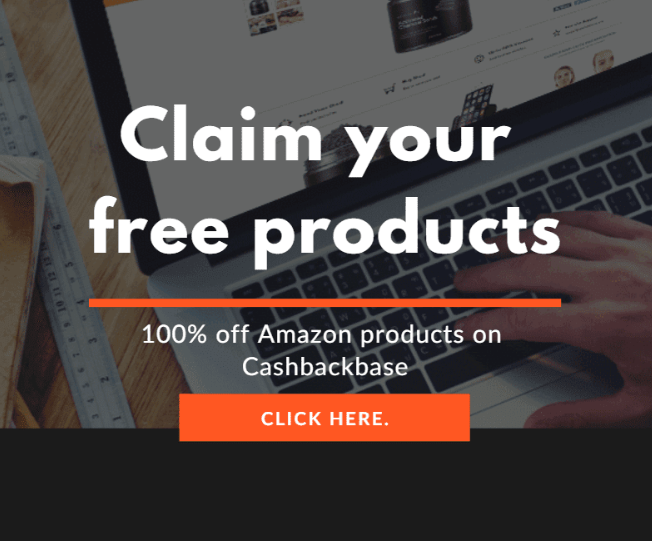 Claim your
free products
100% off Amazon products on
Cashbackbase
CLICK HERE.